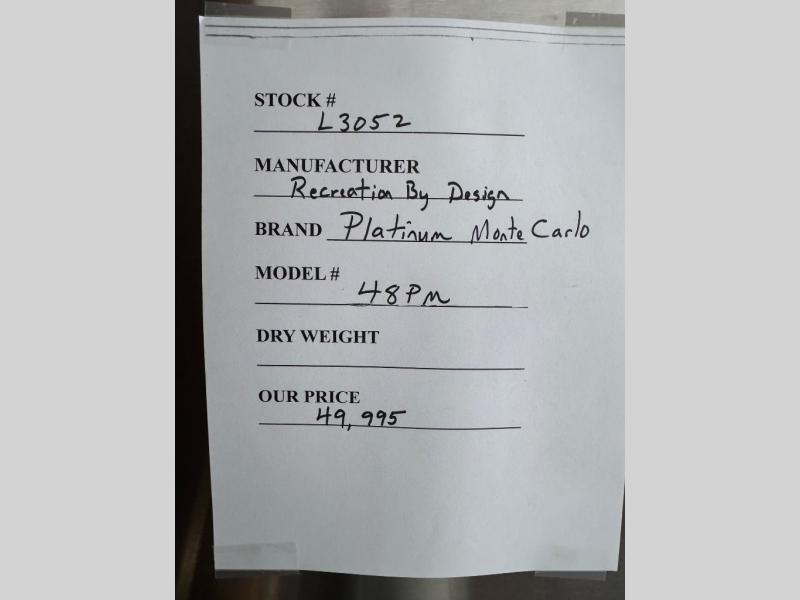 STOCK #
L3052
MANUFACTURER
Recreation By Design
BRAND Platinum Monte Carlo
MODEL #
48PM
DRY WEIGHT
OUR PRICE
49,995